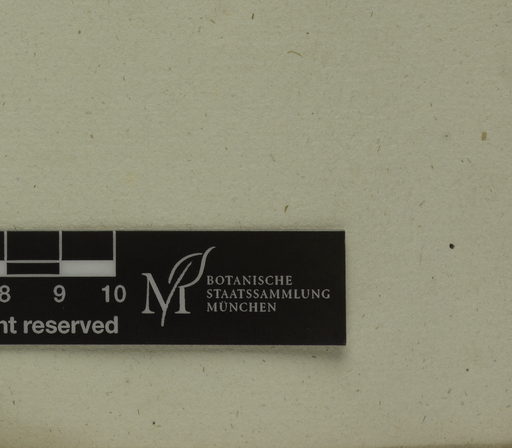 8 9 10
nt reserved
M
BOTANISCHE
STAATSSAMMLUNG
MÜNCHEN